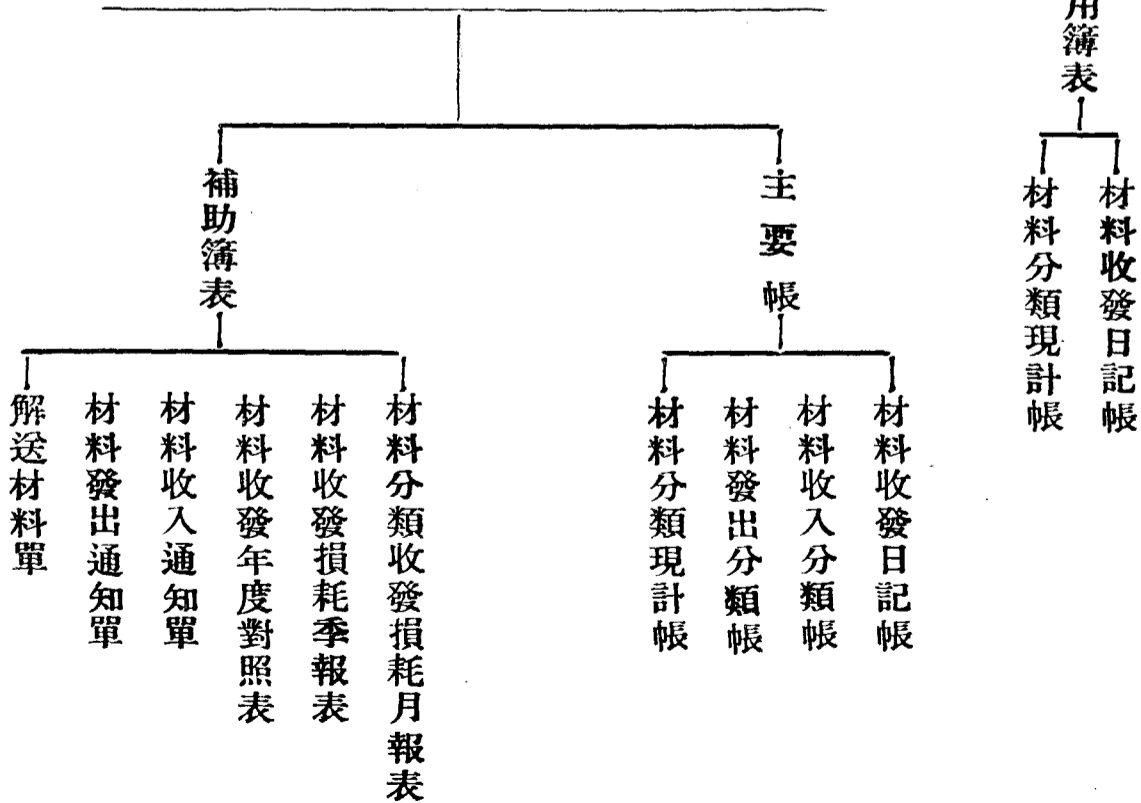 用簿表
材料收發日記帳
材料分類現計帳
主要帳
材料收發日記帳
材料收入分類帳
材料發出分類帳
材料分類現計帳
補助簿表
材料分類收發損耗月報表
材料收發損耗季報表
材料收發年度對照表
材料收入通知單
材料發出通知單
解送材料單